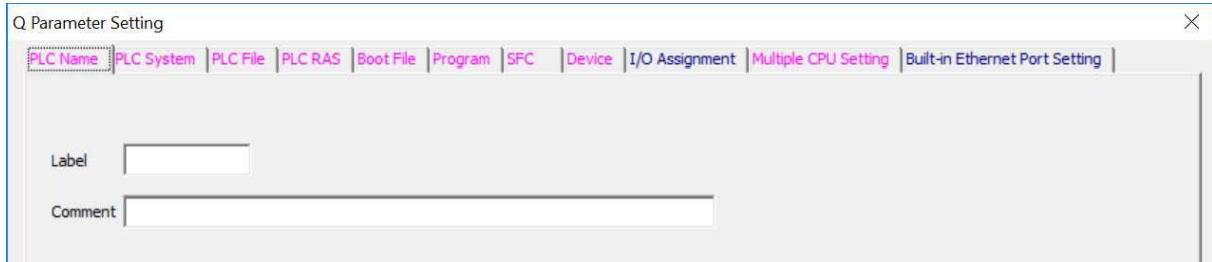 Q Parameter Setting
PLC Name PLC System PLC File PLC RAS Boot File Program SFC Device I/O Assignment Multiple CPU Setting Built-in Ethernet Port Setting
Label
Comment